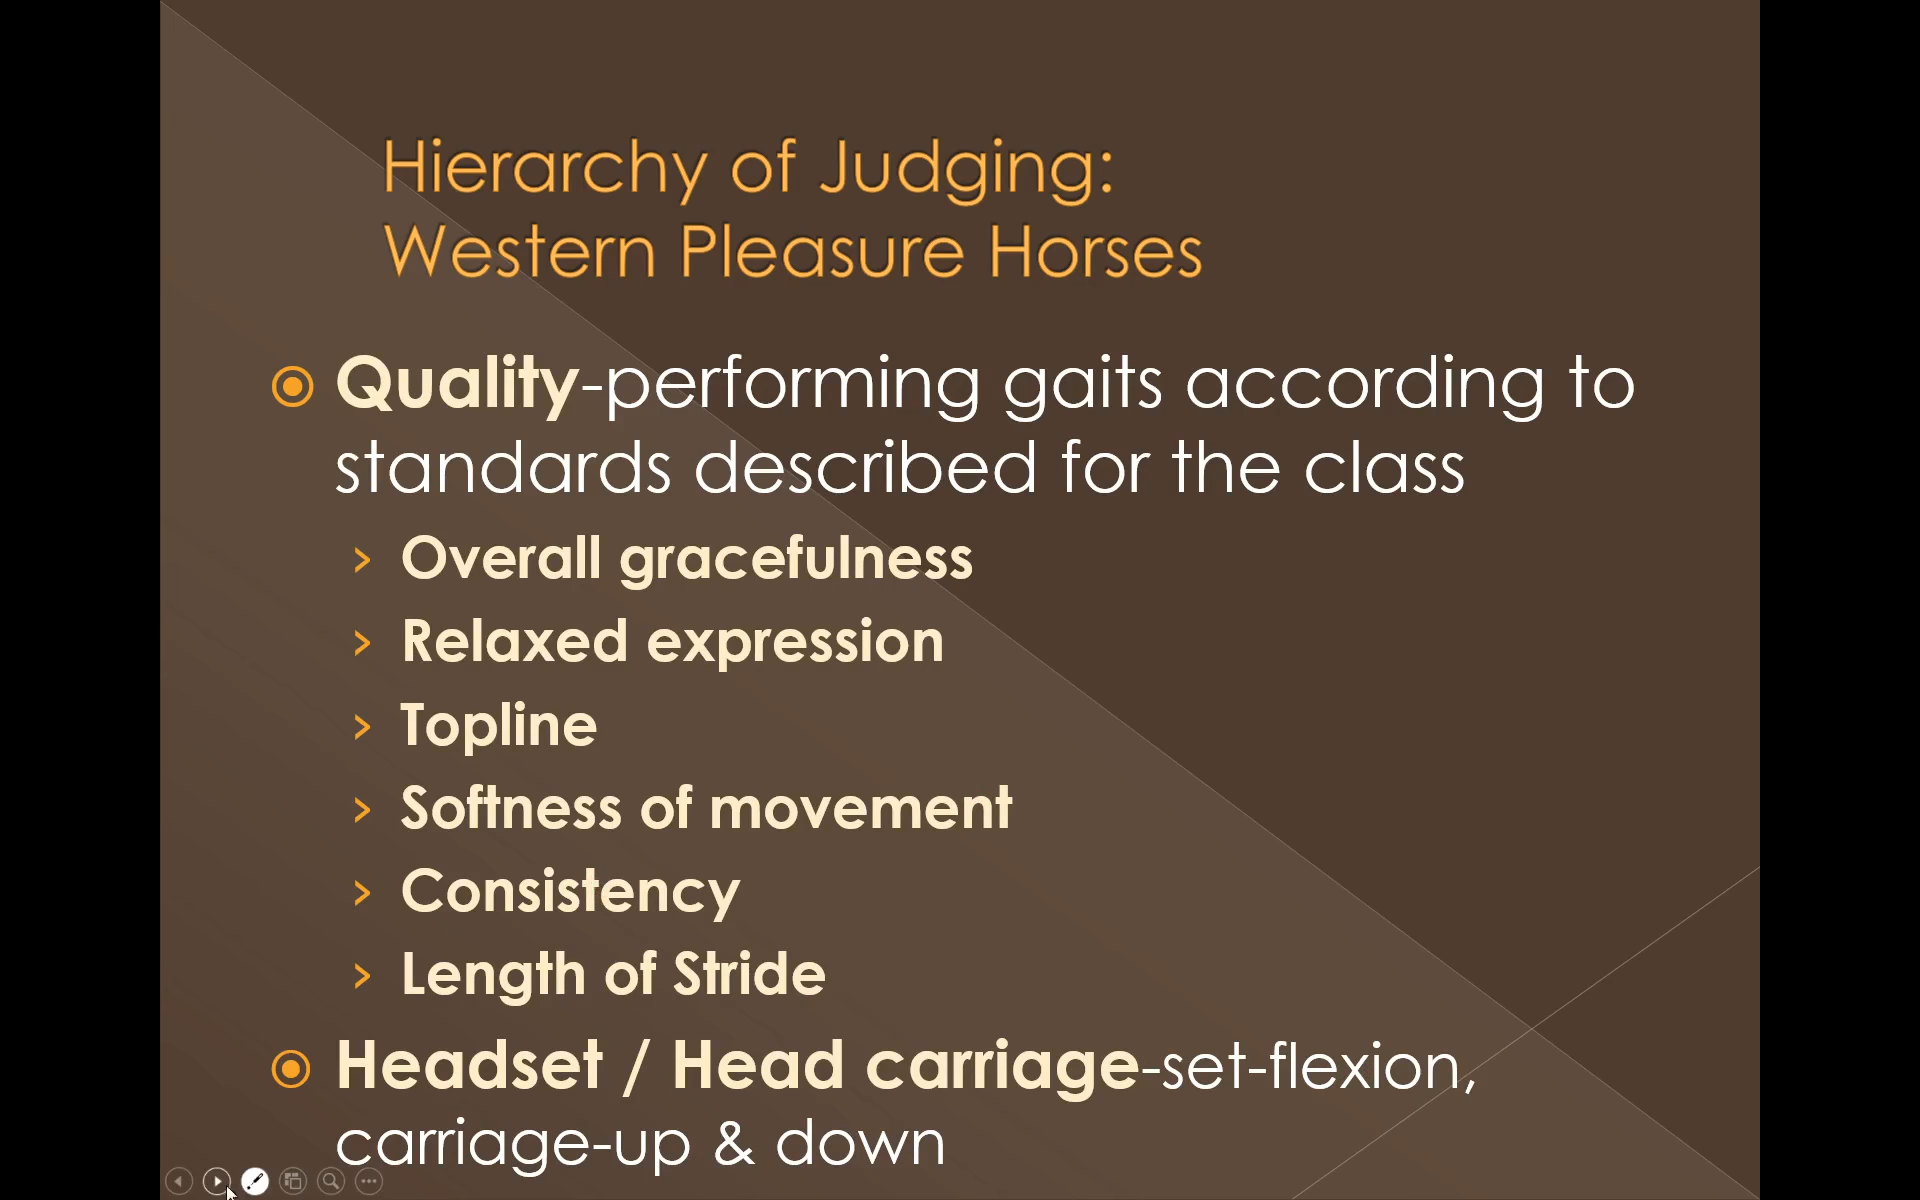 Hierarchy of Judging:
Western Pleasure Horses
Quality-performing gaits according to
standards described for the class
Overall gracefulness
Relaxed expression
Topline
Softness of movement
Consistency
Length of Stride
Headset / Head carriage-set-flexion,
carriage-up & down